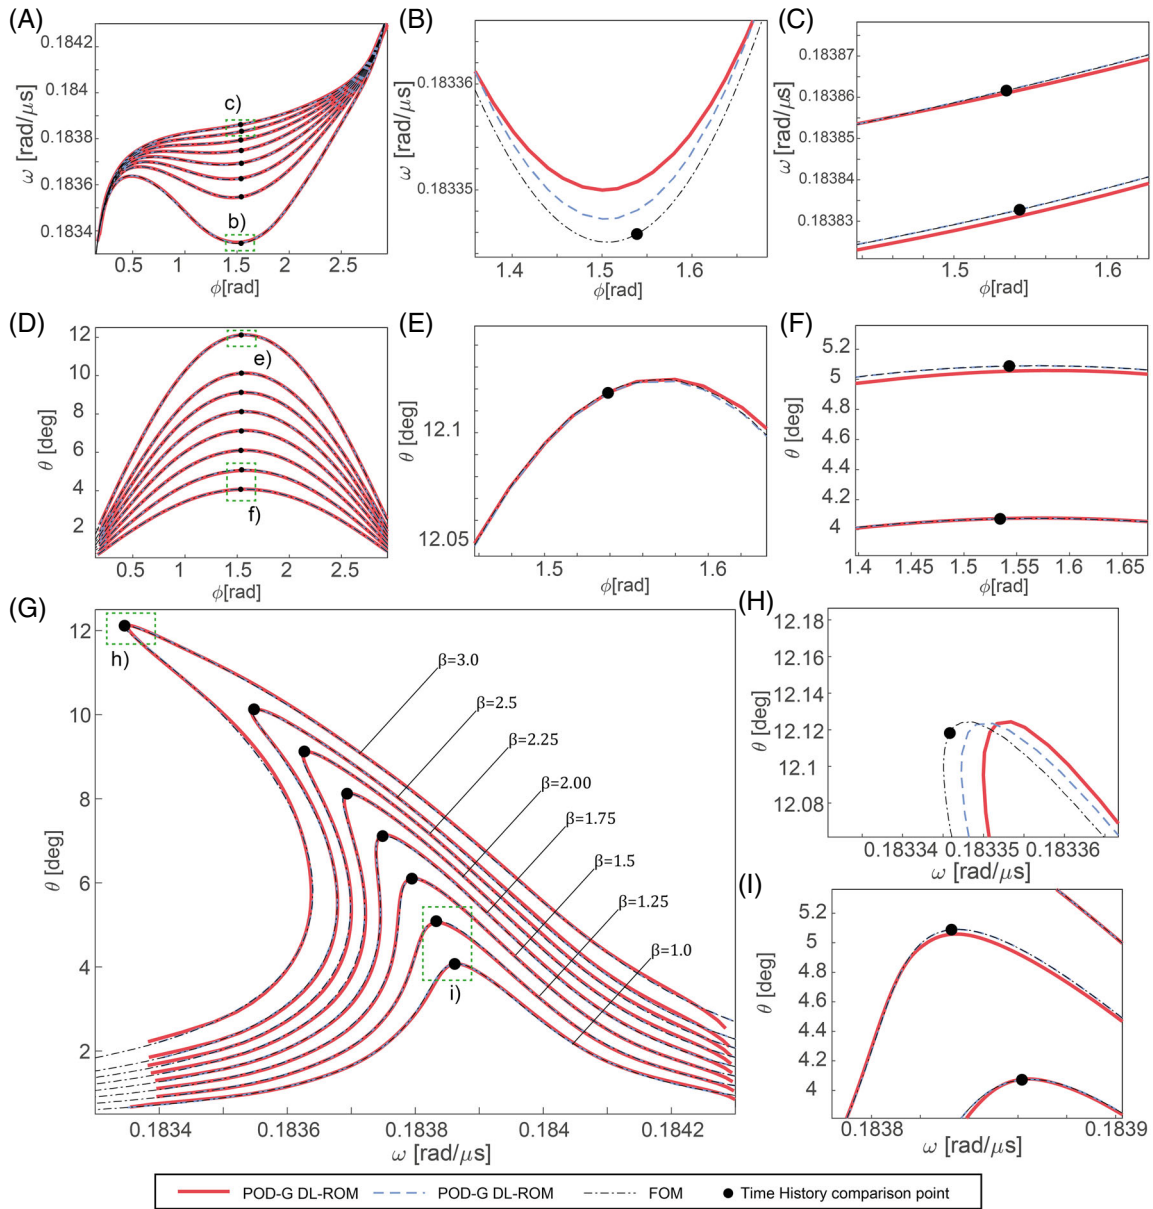 (A)
0.1842
0.184
0.1838
0.1836
0.1834
ω [rad/μs]
c)
b)
0.5 1 1.5 2 2.5
ϕ[rad]
(B)
0.18336
0.18335
ω [rad/μs]
1.4 1.5 1.6
ϕ[rad]
(C)
0.18387
0.18386
0.18385
0.18384
0.18383
ω [rad/μs]
1.5 1.6
ϕ[rad]
(D)
12
10
8
6
4
2
θ [deg]
e)
f)
0.5 1 1.5 2 2.5
ϕ[rad]
(E)
12.1
12.05
θ [deg]
1.5 1.6
ϕ[rad]
(F)
5.2
5
4.8
4.6
4.4
4.2
4
θ [deg]
1.4 1.45 1.5 1.55 1.6 1.65
ϕ[rad]
(G)
12
10
8
6
4
2
θ [deg]
h)
i)
β=3.0
β=2.5
β=2.25
β=2.00
β=1.75
β=1.5
β=1.25
β=1.0
0.1834 0.1836 0.1838 0.184 0.1842
ω [rad/μs]
(H)
12.18
12.16
12.14
12.12
12.1
12.08
θ [deg]
0.18334 0.18335 0.18336
ω [rad/μs]
(I)
5.2
5
4.8
4.6
4.4
4.2
4
θ [deg]
0.1838 0.1839
ω [rad/μs]
POD-G DL-ROM POD-G DL-ROM FOM Time History comparison point